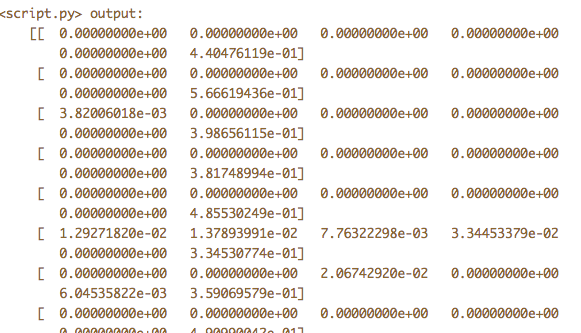 <script.py> output:
[[ 0.00000000e+00 0.00000000e+00 0.00000000e+00 0.00000000e+00
0.00000000e+00 4.40476119e-01]
[ 0.00000000e+00 0.00000000e+00 0.00000000e+00 0.00000000e+00
0.00000000e+00 5.66619436e-01]
[ 3.82006018e-03 0.00000000e+00 0.00000000e+00 0.00000000e+00
0.00000000e+00 3.98656115e-01]
[ 0.00000000e+00 0.00000000e+00 0.00000000e+00 0.00000000e+00
0.00000000e+00 3.81748994e-01]
[ 0.00000000e+00 0.00000000e+00 0.00000000e+00 0.00000000e+00
0.00000000e+00 4.85530249e-01]
[ 1.29271820e-02 1.37893991e-02 7.76322298e-03 3.34453379e-02
0.00000000e+00 3.34530774e-01]
[ 0.00000000e+00 0.00000000e+00 2.06742920e-02 0.00000000e+00
6.04535822e-03 3.59069579e-01]
[ 0.00000000e+00 0.00000000e+00 0.00000000e+00 0.00000000e+00